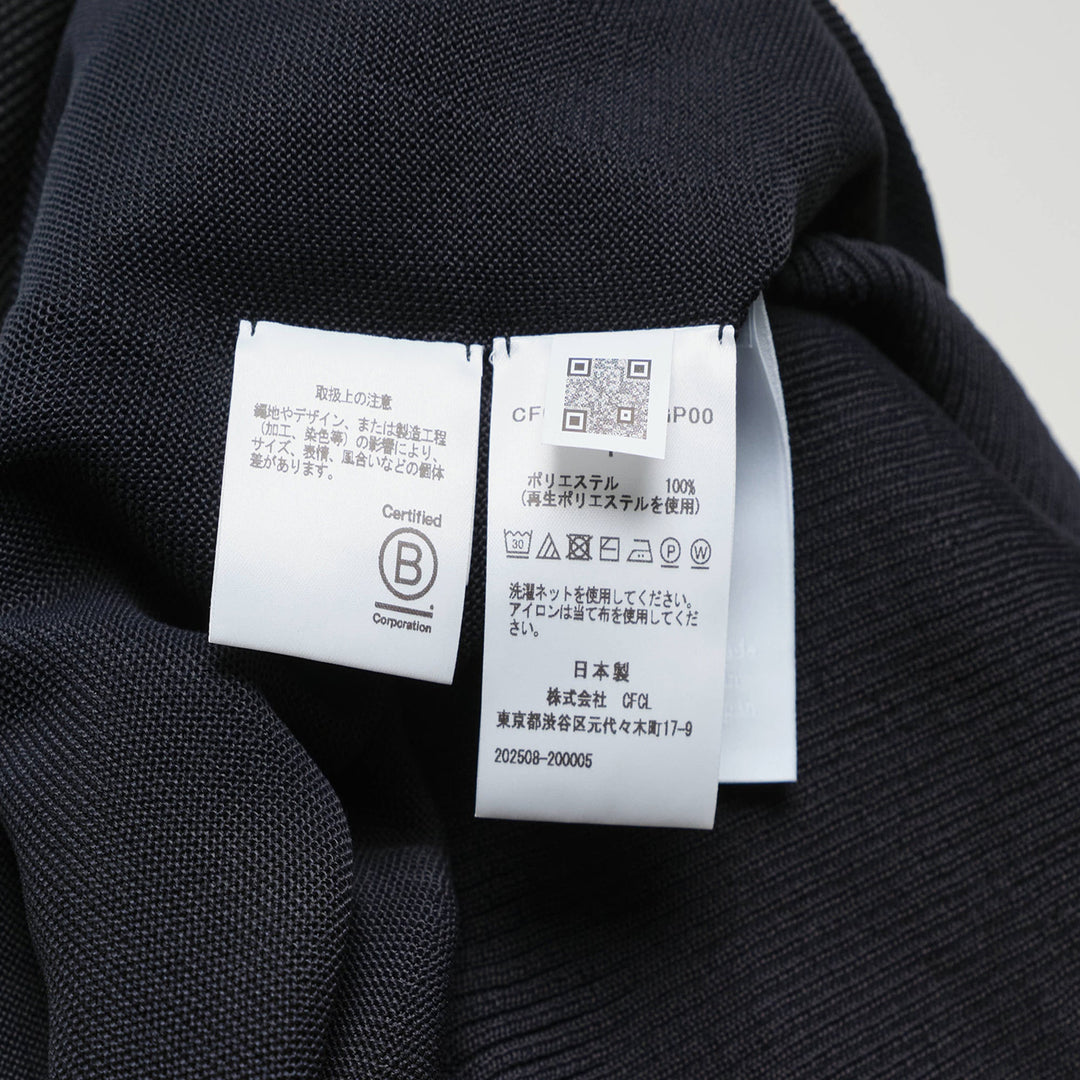 取扱上の注意
編地やデザイン、または製造工程
(加工、染色等)の影響により、
サイズ、表情、風合いなどの個体
差があります。
Certified
B
Corporation
CF
GP00
ポリエステル 100%
(再生ポリエステルを使用)
30
P
W
洗濯ネットを使用してください。
アイロンは当て布を使用してくだ
さい。
日本製
株式会社 CFCL
東京都渋谷区元代々木町17-9
202508-200005